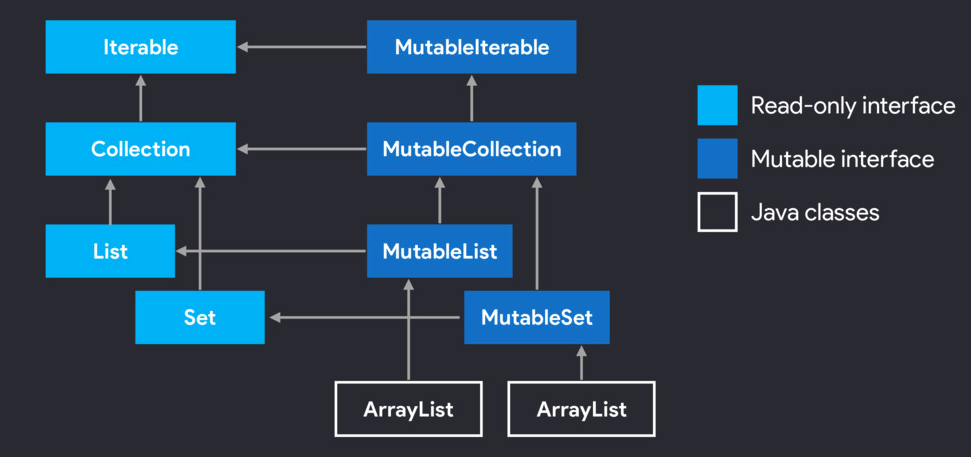 Iterable
MutableIterable
Collection
MutableCollection
List
MutableList
Set
MutableSet
ArrayList
ArrayList
Read-only interface
Mutable interface
Java classes